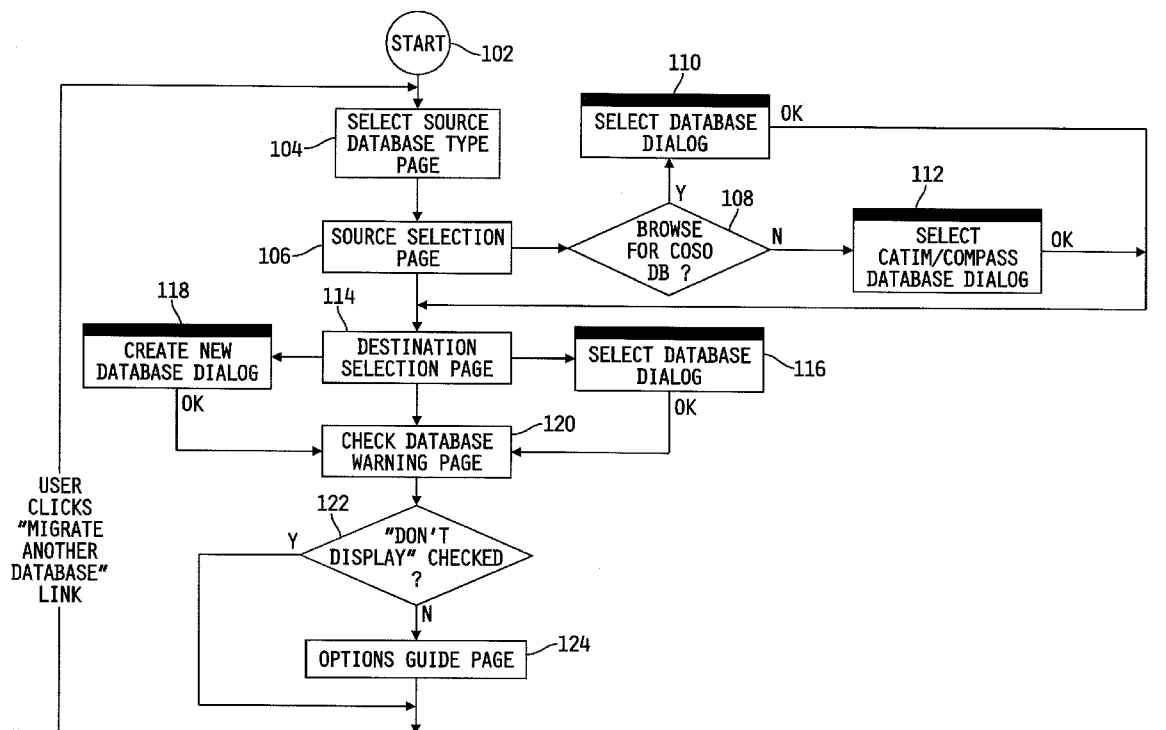 START
102
110
SELECT DATABASE
DIALOG
OK
SELECT SOURCE
DATABASE TYPE
PAGE
104
112
Y
108
SOURCE SELECTION
PAGE
106
BROWSE
FOR COSO
DB ?
N
SELECT
CATIM/COMPASS
DATABASE DIALOG
OK
118
114
CREATE NEW
DATABASE DIALOG
OK
DESTINATION
SELECTION PAGE
SELECT DATABASE
DIALOG
116
OK
120
CHECK DATABASE
WARNING PAGE
USER
CLICKS
"MIGRATE
ANOTHER
DATABASE"
LINK
122
Y
"DON'T
DISPLAY" CHECKED
?
N
OPTIONS GUIDE PAGE
124